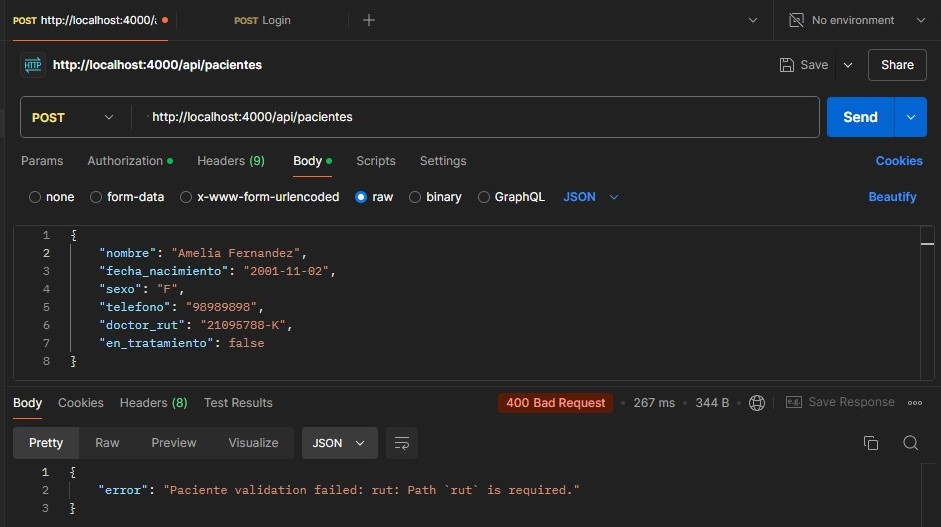 POST http://localhost:4000/a POST Login No environment
HTTP http://localhost:4000/api/pacientes Save Share
POST http://localhost:4000/api/pacientes Send
Params Authorization Headers (9) Body Scripts Settings Cookies
none form-data x-www-form-urlencoded raw binary GraphQL JSON Beautify
1 {
2 "nombre": "Amelia Fernandez",
3 "fecha_nacimiento": "2001-11-02",
4 "sexo": "F",
5 "telefono": "98989898",
6 "doctor_rut": "21095788-K",
7 "en_tratamiento": false
8 }
Body Cookies Headers (8) Test Results 400 Bad Request • 267 ms • 344 B • e.g. Save Response
Pretty Raw Preview Visualize JSON
1 {
2 "error": "Paciente validation failed: rut: Path `rut` is required."
3 }